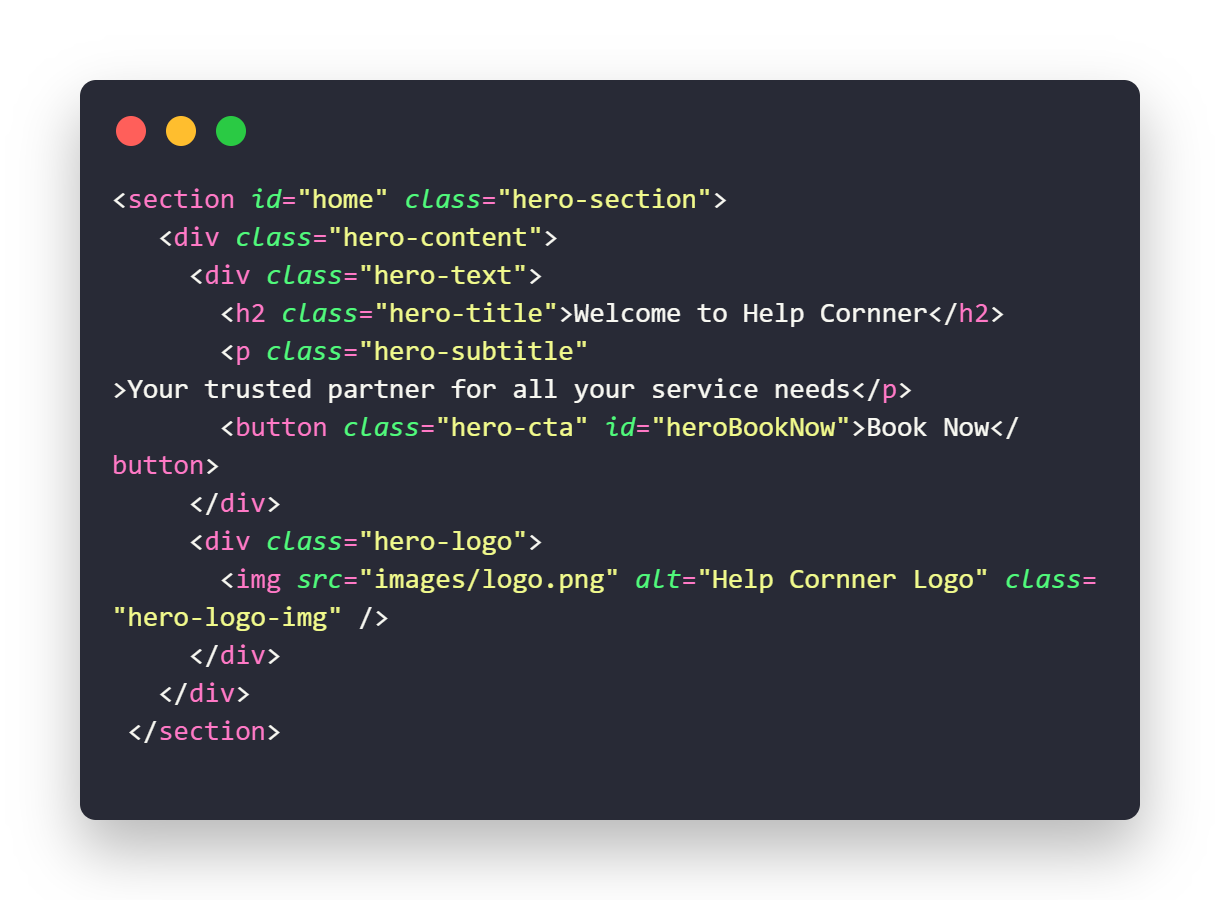 <section id="home" class="hero-section">
   <div class="hero-content">
     <div class="hero-text">
       <h2 class="hero-title">Welcome to Help Cornner</h2>
       <p class="hero-subtitle"
>Your trusted partner for all your service needs</p>
       <button class="hero-cta" id="heroBookNow">Book Now</
button>
     </div>
     <div class="hero-logo">
       <img src="images/logo.png" alt="Help Cornner Logo" class=
"hero-logo-img" />
     </div>
   </div>
 </section>